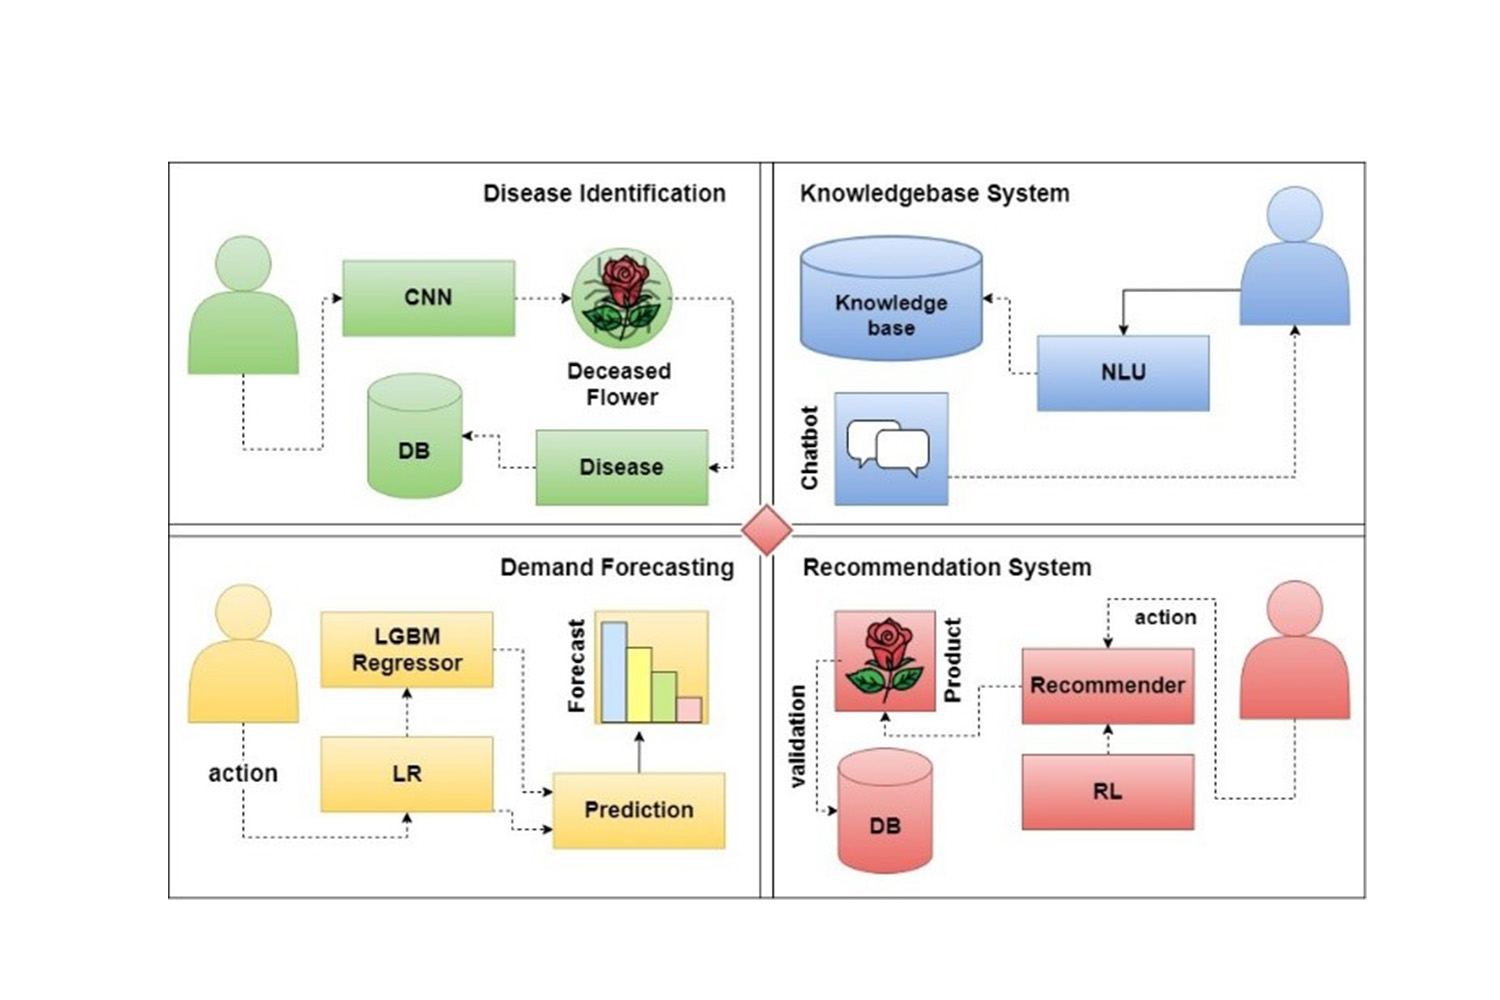 Disease Identification
CNN
Deceased
Flower
DB
Disease
Knowledgebase System
Knowledge
base
NLU
Chatbot
Demand Forecasting
LGBM
Regressor
Forecast
LR
action
Prediction
Recommendation System
action
Product
Recommender
validation
RL
DB